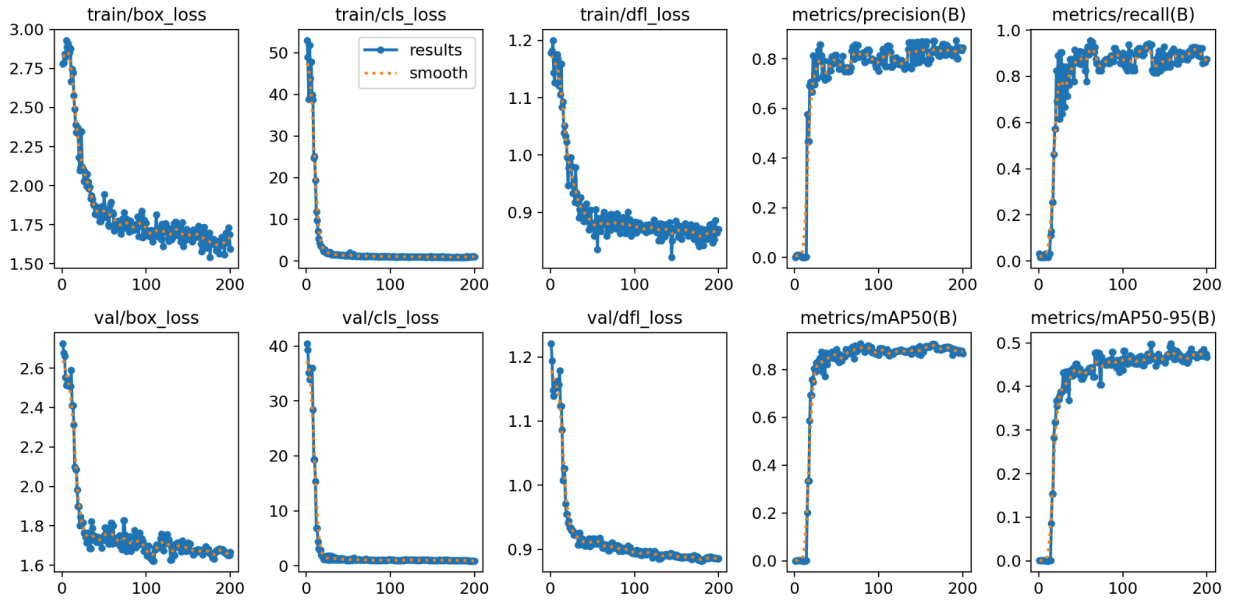 train/box_loss
3.00
2.75
2.50
2.25
2.00
1.75
1.50
0 100 200
train/cls_loss
results
smooth
50
40
30
20
10
0
0 100 200
train/dfl_loss
1.2
1.1
1.0
0.9
0 100 200
metrics/precision(B)
0.8
0.6
0.4
0.2
0.0
0 100 200
metrics/recall(B)
1.0
0.8
0.6
0.4
0.2
0.0
0 100 200
val/box_loss
2.6
2.4
2.2
2.0
1.8
1.6
0 100 200
val/cls_loss
40
30
20
10
0
0 100 200
val/dfl_loss
1.2
1.1
1.0
0.9
0 100 200
metrics/mAP50(B)
0.8
0.6
0.4
0.2
0.0
0 100 200
metrics/mAP50-95(B)
0.5
0.4
0.3
0.2
0.1
0.0
0 100 200